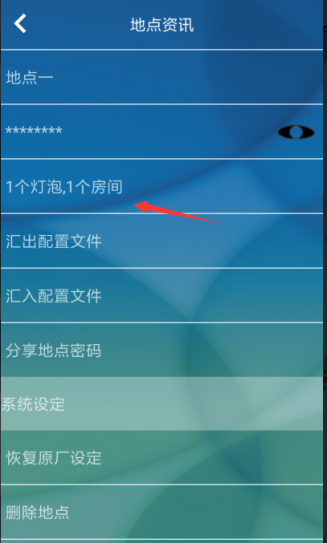 地点资讯
地点一
********
1个灯泡,1个房间
汇出配置文件
汇入配置文件
分享地点密码
系统设定
恢复原厂设定
删除地点